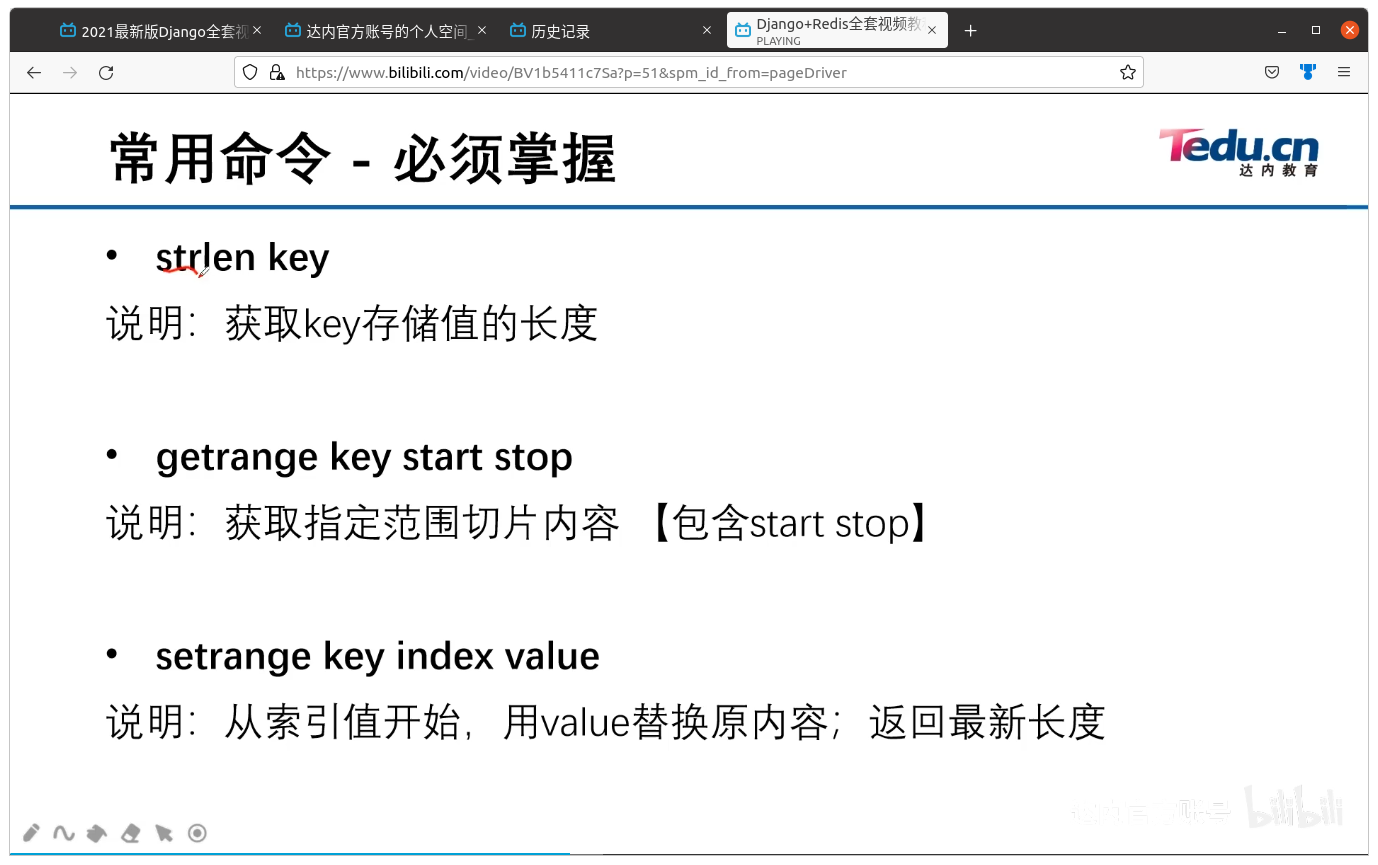 2021最新版Django全套视
达内官方账号的个人空间_
历史记录
Django+Redis全套视频教
PLAYING
https://www.bilibili.com/video/BV1b5411c7Sa?p=51&spm_id_from=pageDriver
常用命令 - 必须掌握
Tedu.cn
达内教育
• strlen key
说明：获取key存储值的长度
• getrange key start stop
说明：获取指定范围切片内容 【包含start stop】
• setrange key index value
说明：从索引值开始，用value替换原内容；返回最新长度
bilibili